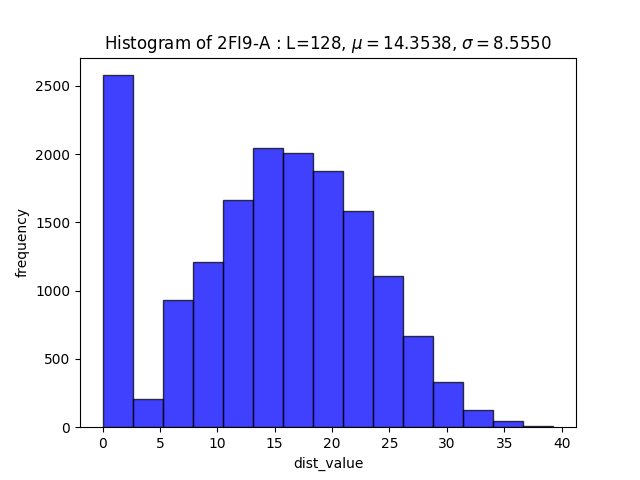 Histogram of 2FI9-A : L=128, μ = 14.3538, σ = 8.5550
frequency
2500
2000
1500
1000
500
0
0 5 10 15 20 25 30 35 40
dist_value